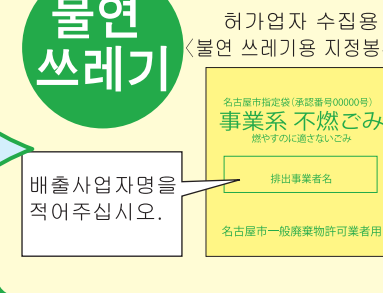 불연
쓰레기
허가업자 수집용
〈불연 쓰레기용 지정봉
名古屋市指定袋(承認番号00000号)
事業系 不燃ごみ
燃やすのに適さないごみ
排出事業者名
名古屋市一般廃棄物許可業者用
배출사업자명을
적어주십시오.